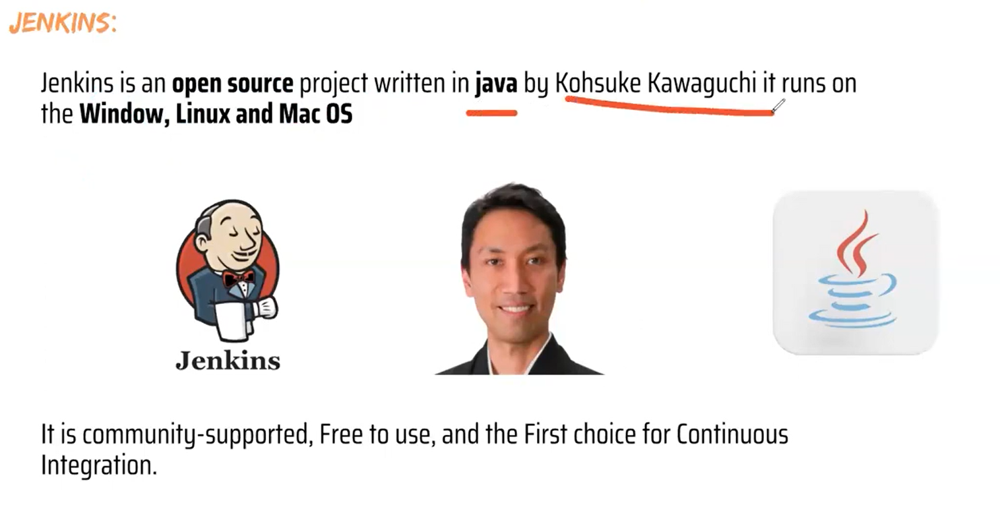 JENKINS:
Jenkins is an open source project written in java by Kohsuke Kawaguchi it runs on
the Window, Linux and Mac OS
Jenkins
It is community-supported, Free to use, and the First choice for Continuous
Integration.